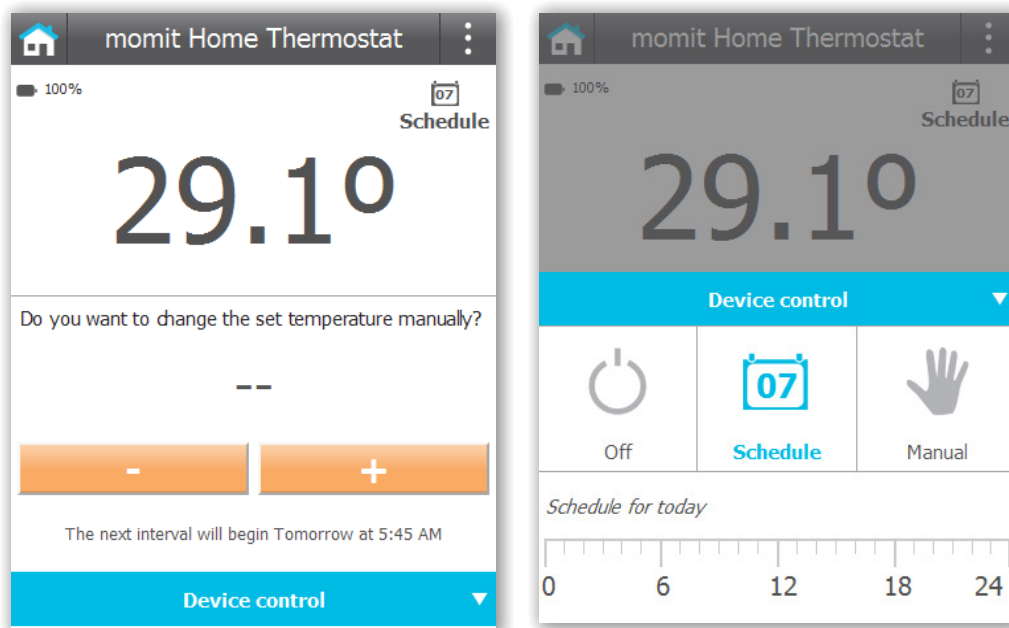 momit Home Thermostat
100%
07
Schedule
29.1º
Do you want to change the set temperature manually?
--
- +
The next interval will begin Tomorrow at 5:45 AM
Device control
momit Home Thermostat
100%
07
Schedule
29.1º
Device control
07
Off Schedule Manual
Schedule for today
0 6 12 18 24